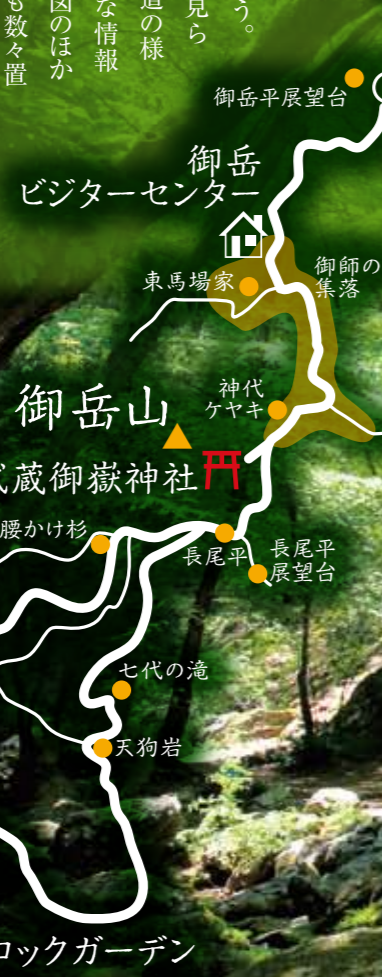 う。
見ら
道の様
な情報
図のほか
も数々置
御岳平展望台
御岳
ビジターセンター
東馬場家
御師の
集落
神代
ケヤキ
御岳山
武蔵御嶽神社
腰かけ杉
長尾平
長尾平
展望台
七代の滝
天狗岩
ロックガーデン